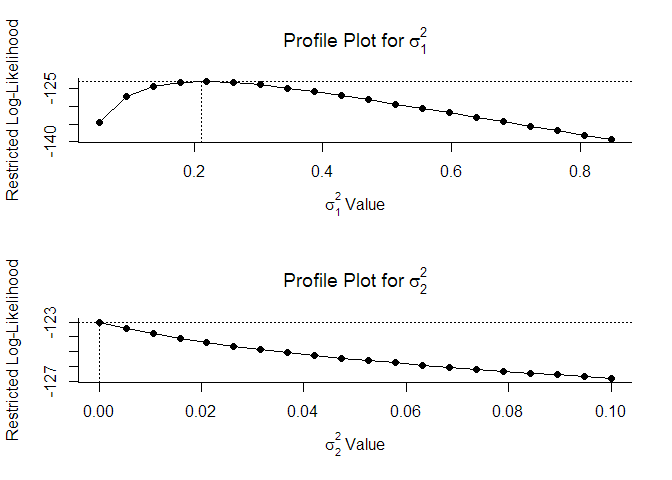 Profile Plot for σ₁²
Restricted Log-Likelihood
-125
-140
0.2 0.4 0.6 0.8
σ₁² Value
Profile Plot for σ₂²
Restricted Log-Likelihood
-123
-127
0.00 0.02 0.04 0.06 0.08 0.10
σ₂² Value